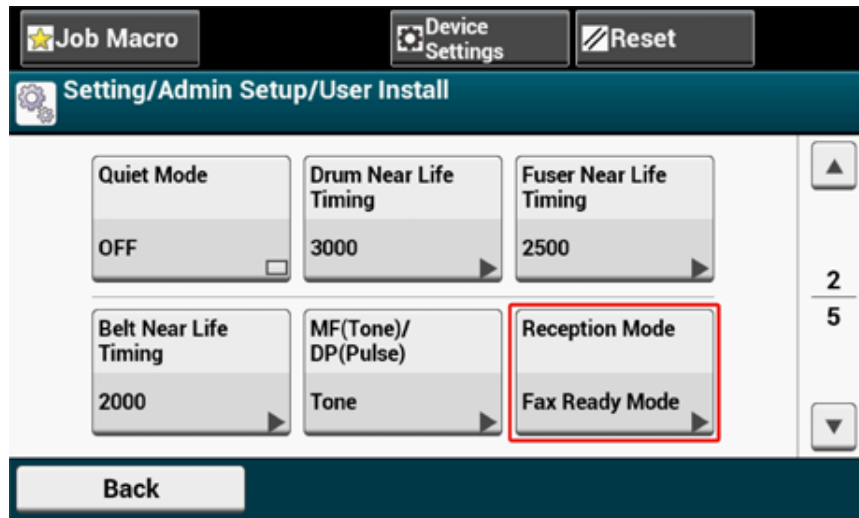 Job Macro
Device
Settings
Reset
Setting/Admin Setup/User Install
Quiet Mode
OFF
Drum Near Life
Timing
3000
Fuser Near Life
Timing
2500
Belt Near Life
Timing
2000
MF(Tone)/
DP(Pulse)
Tone
Reception Mode
Fax Ready Mode
2
5
Back